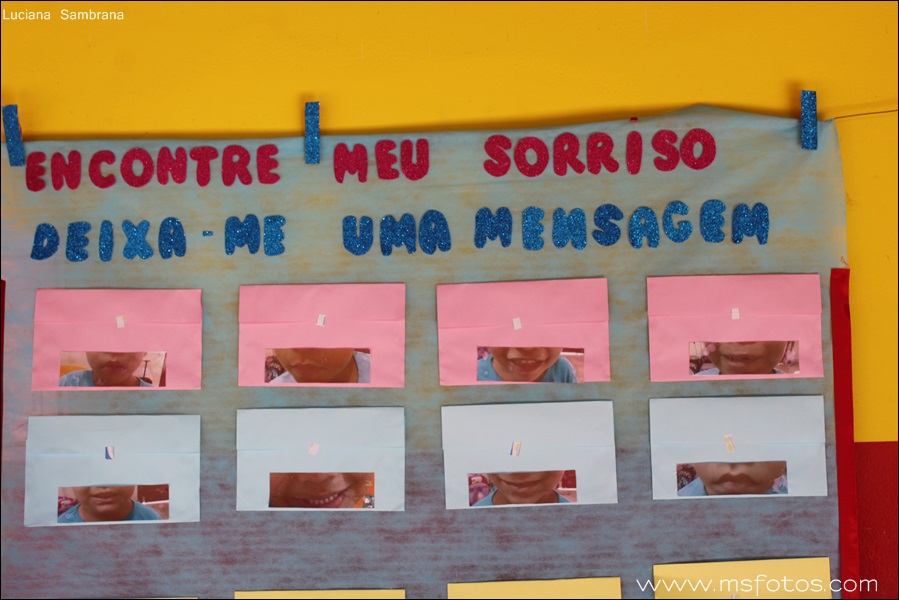 Luciana Sambrana
ENCONTRE MEU SORRISO
DEIXA-ME UMA MENSAGEM
www.msfotos.com